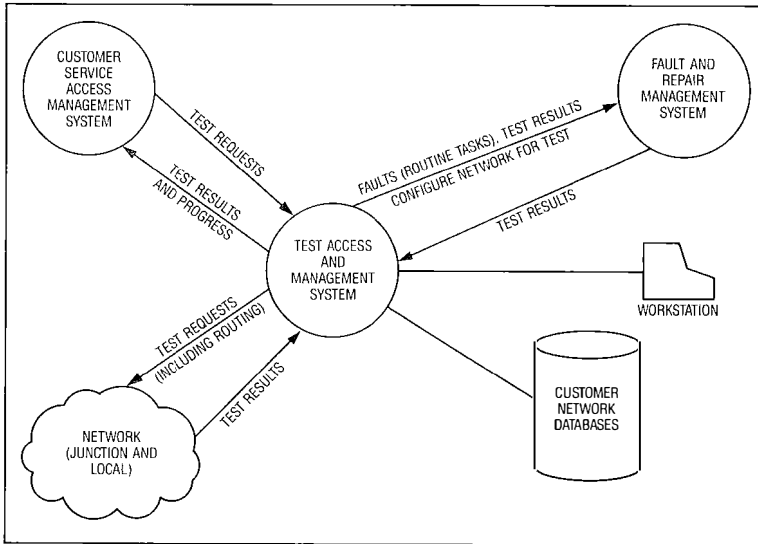 CUSTOMER
SERVICE
ACCESS
MANAGEMENT
SYSTEM
FAULT AND
REPAIR
MANAGEMENT
SYSTEM
TEST REQUESTS
TEST RESULTS
AND PROGRESS
FAULTS (ROUTINE TASKS), TEST RESULTS
CONFIGURE NETWORK FOR TEST
TEST RESULTS
TEST ACCESS
AND
MANAGEMENT
SYSTEM
WORKSTATION
TEST REQUESTS
(INCLUDING ROUTING)
TEST RESULTS
CUSTOMER
NETWORK
DATABASES
NETWORK
(JUNCTION AND
LOCAL)